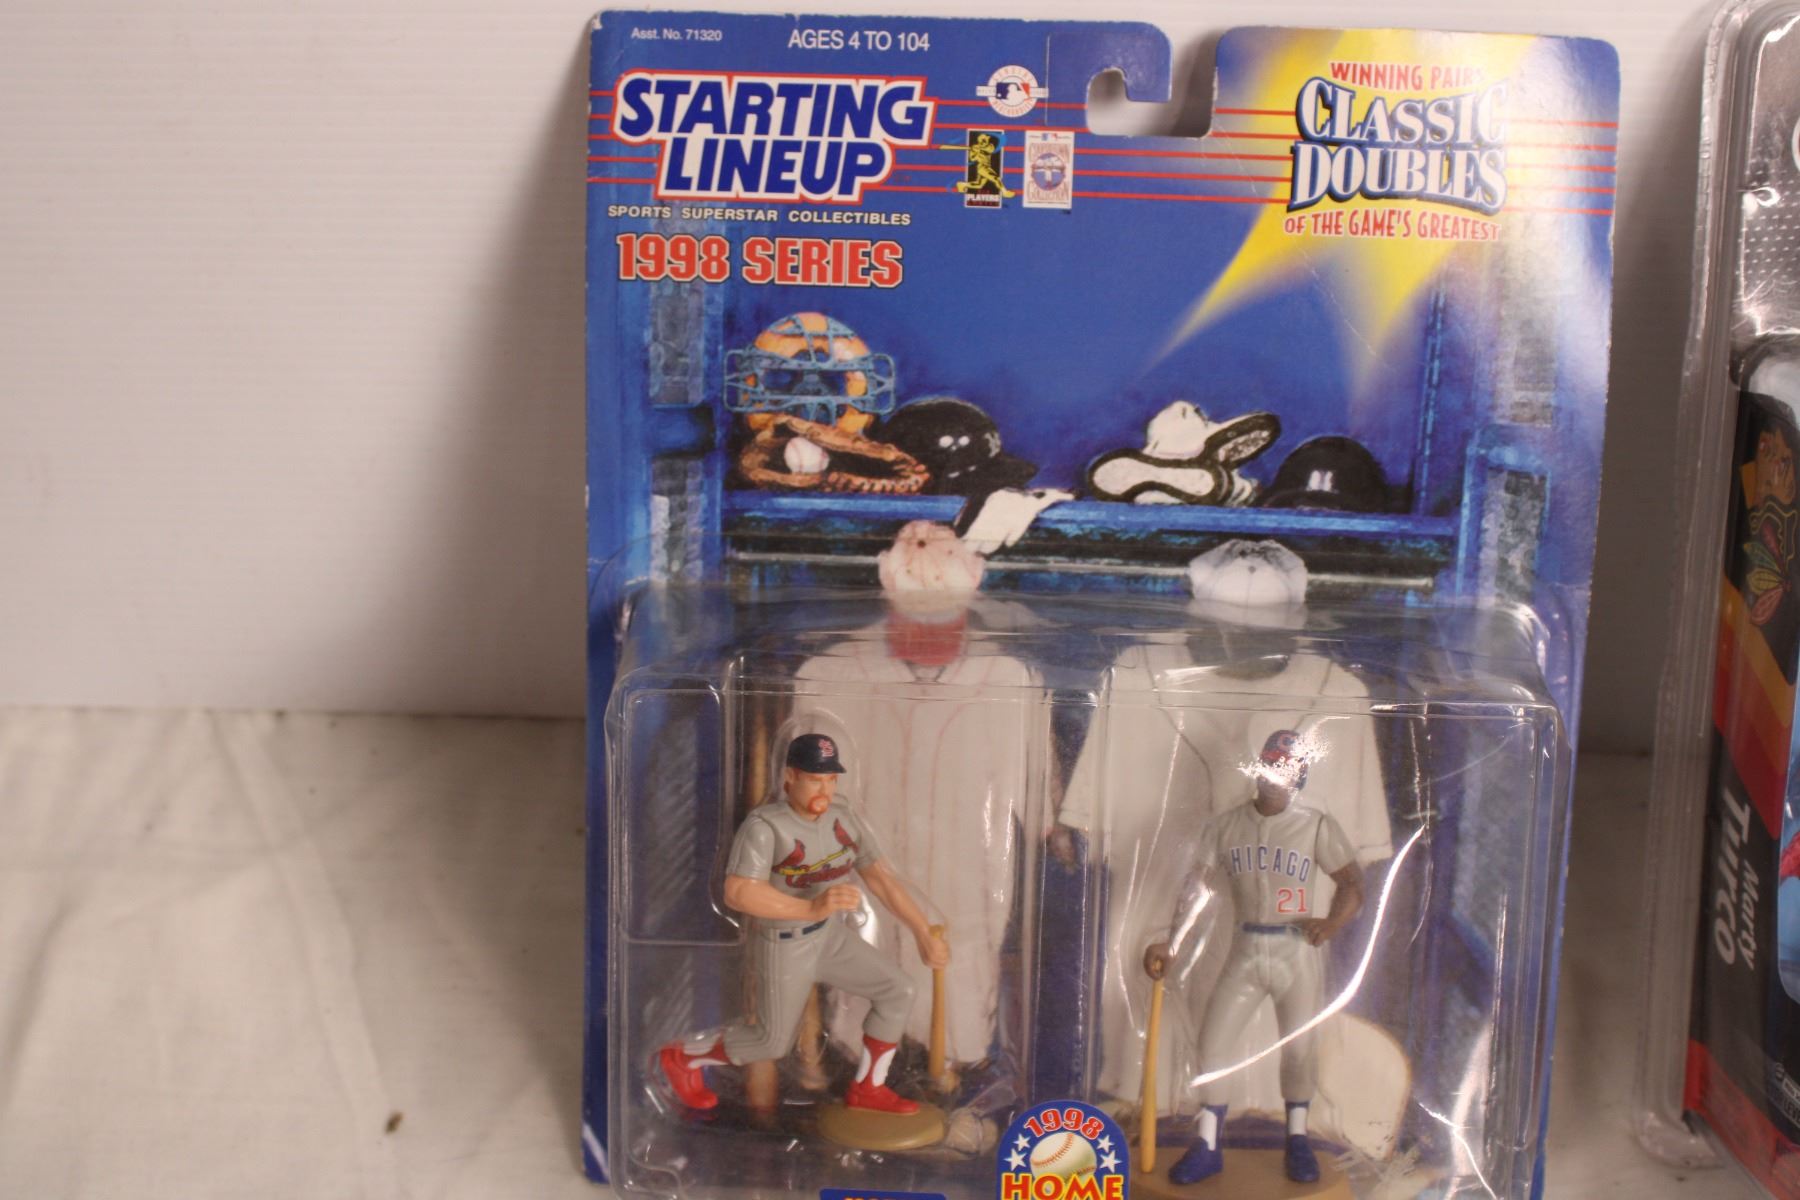 Asst. No. 71320
AGES 4 TO 104
STARTING
LINEUP
SPORTS SUPERSTAR COLLECTIBLES
1998 SERIES
PLAYERS
WINNING PAIRS
CLASSIC
DOUBLES
OF THE GAME'S GREATEST
Cardinals
CHICAGO
21
1998
HOME
Marty
Turco